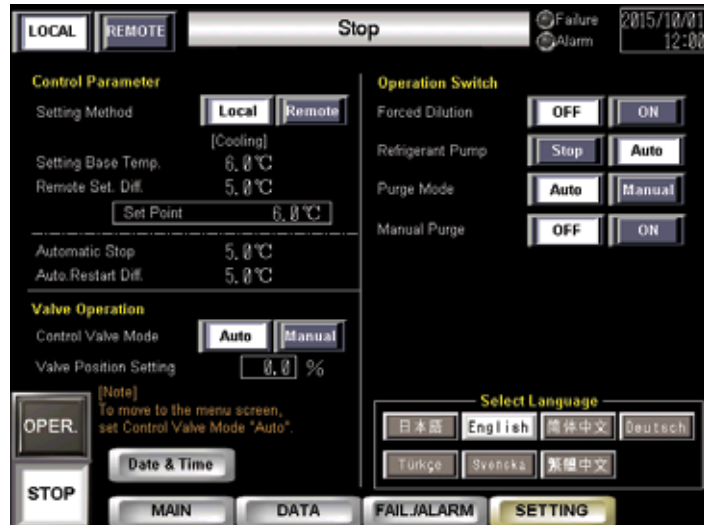 LOCAL REMOTE Stop Failure 2015/10/01
Alarm 12:00
Control Parameter
Setting Method Local Remote
[Cooling]
Setting Base Temp. 6.0℃
Remote Set. Diff. 5.0℃
Set Point 6.0℃
Automatic Stop 5.0℃
Auto.Restart Diff. 5.0℃
Valve Operation
Control Valve Mode Auto Manual
Valve Position Setting 0.0 %
[Note]
To move to the menu screen,
set Control Valve Mode "Auto".
Operation Switch
Forced Dilution OFF ON
Refrigerant Pump Stop Auto
Purge Mode Auto Manual
Manual Purge OFF ON
Select Language
日本語 English 简体中文 Deutsch
Türkçe Svenska 繁體中文
OPER.
STOP
Date & Time
MAIN DATA FAIL./ALARM SETTING